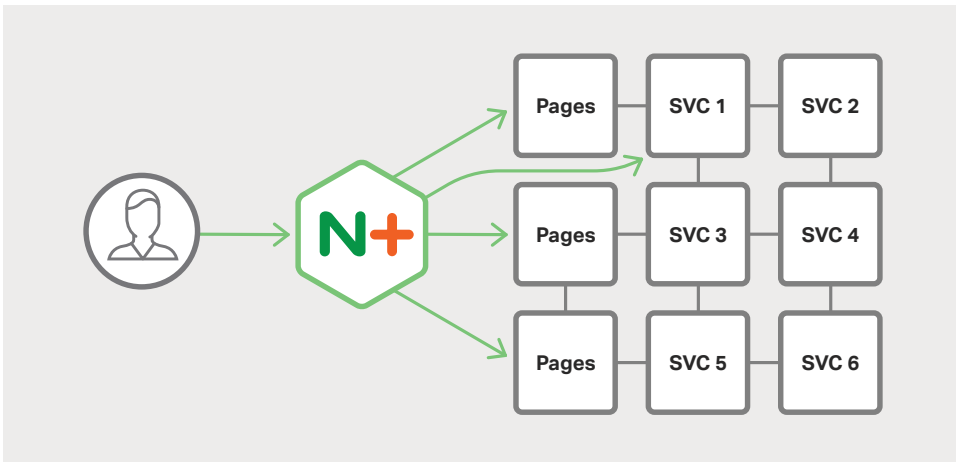 Pages
SVC 1
SVC 2
N+
Pages
SVC 3
SVC 4
Pages
SVC 5
SVC 6